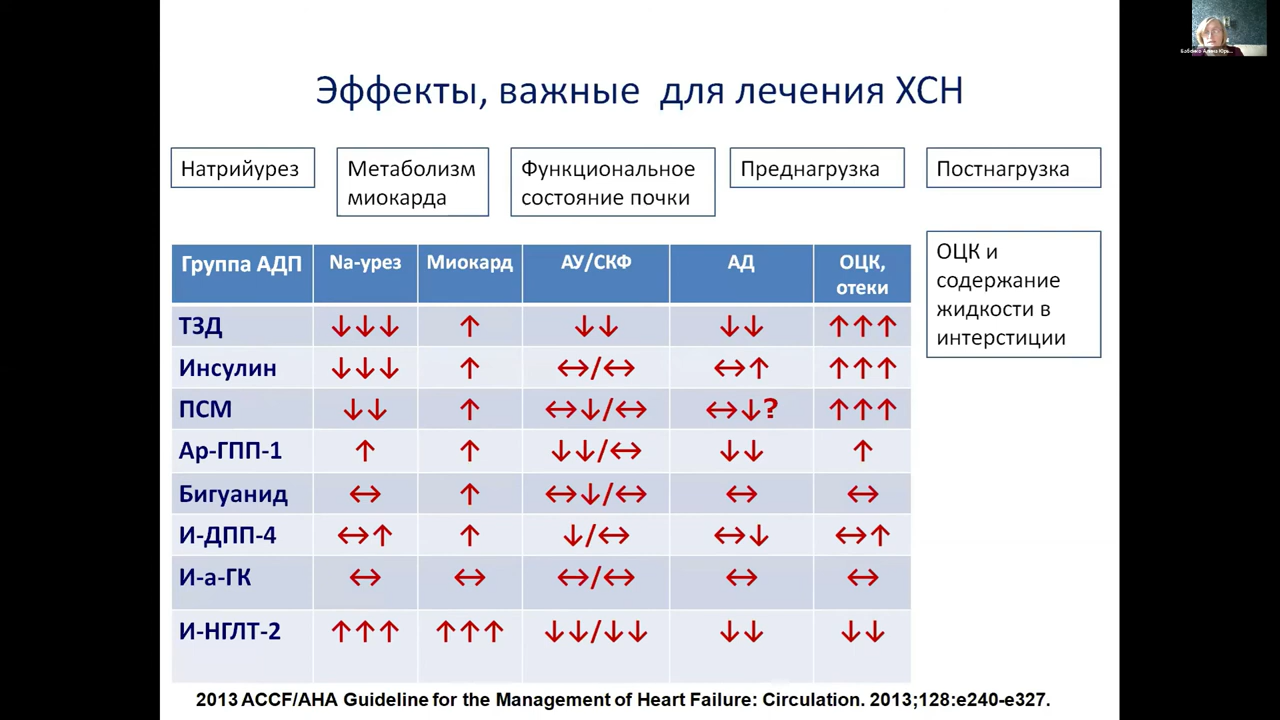 Эффекты, важные для лечения ХСН
Натрийурез
Метаболизм
миокарда
Функциональное
состояние почки
Преднагрузка
Постнагрузка
ОЦК и
содержание
жидкости в
интерстиции
Группа АДП Na-урез Миокард АУ/СКФ АД ОЦК,
отеки
ТЗД ↓↓↓ ↑ ↓↓ ↓↓ ↑↑↑
Инсулин ↓↓↓ ↑ ↔/↔ ↔↑ ↑↑↑
ПСМ ↓↓ ↑ ↔↓/↔ ↔↓? ↑↑↑
Ар-ГПП-1 ↑ ↑ ↓↓/↔ ↓↓ ↑
Бигуанид ↔ ↑ ↔↓/↔ ↔ ↔
И-ДПП-4 ↔↑ ↑ ↓/↔ ↔↓ ↔↑
И-а-ГК ↔ ↔ ↔/↔ ↔ ↔
И-НГЛТ-2 ↑↑↑ ↑↑↑ ↓↓/↓↓ ↓↓ ↓↓
2013 ACCF/AHA Guideline for the Management of Heart Failure: Circulation. 2013;128:e240-e327.